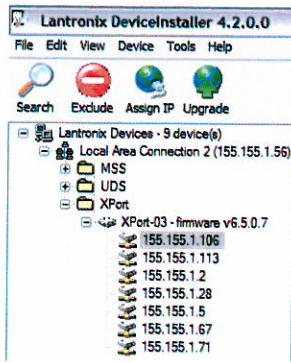 Lantronix DeviceInstaller 4.2.0.0
File Edit View Device Tools Help
Search Exclude Assign IP Upgrade
Lantronix Devices - 9 device(s)
Local Area Connection 2 (155.155.1.56)
MSS
UDS
XPort
XPort-03 - firmware v6.5.0.7
155.155.1.106
155.155.1.113
155.155.1.2
155.155.1.28
155.155.1.5
155.155.1.67
155.155.1.71